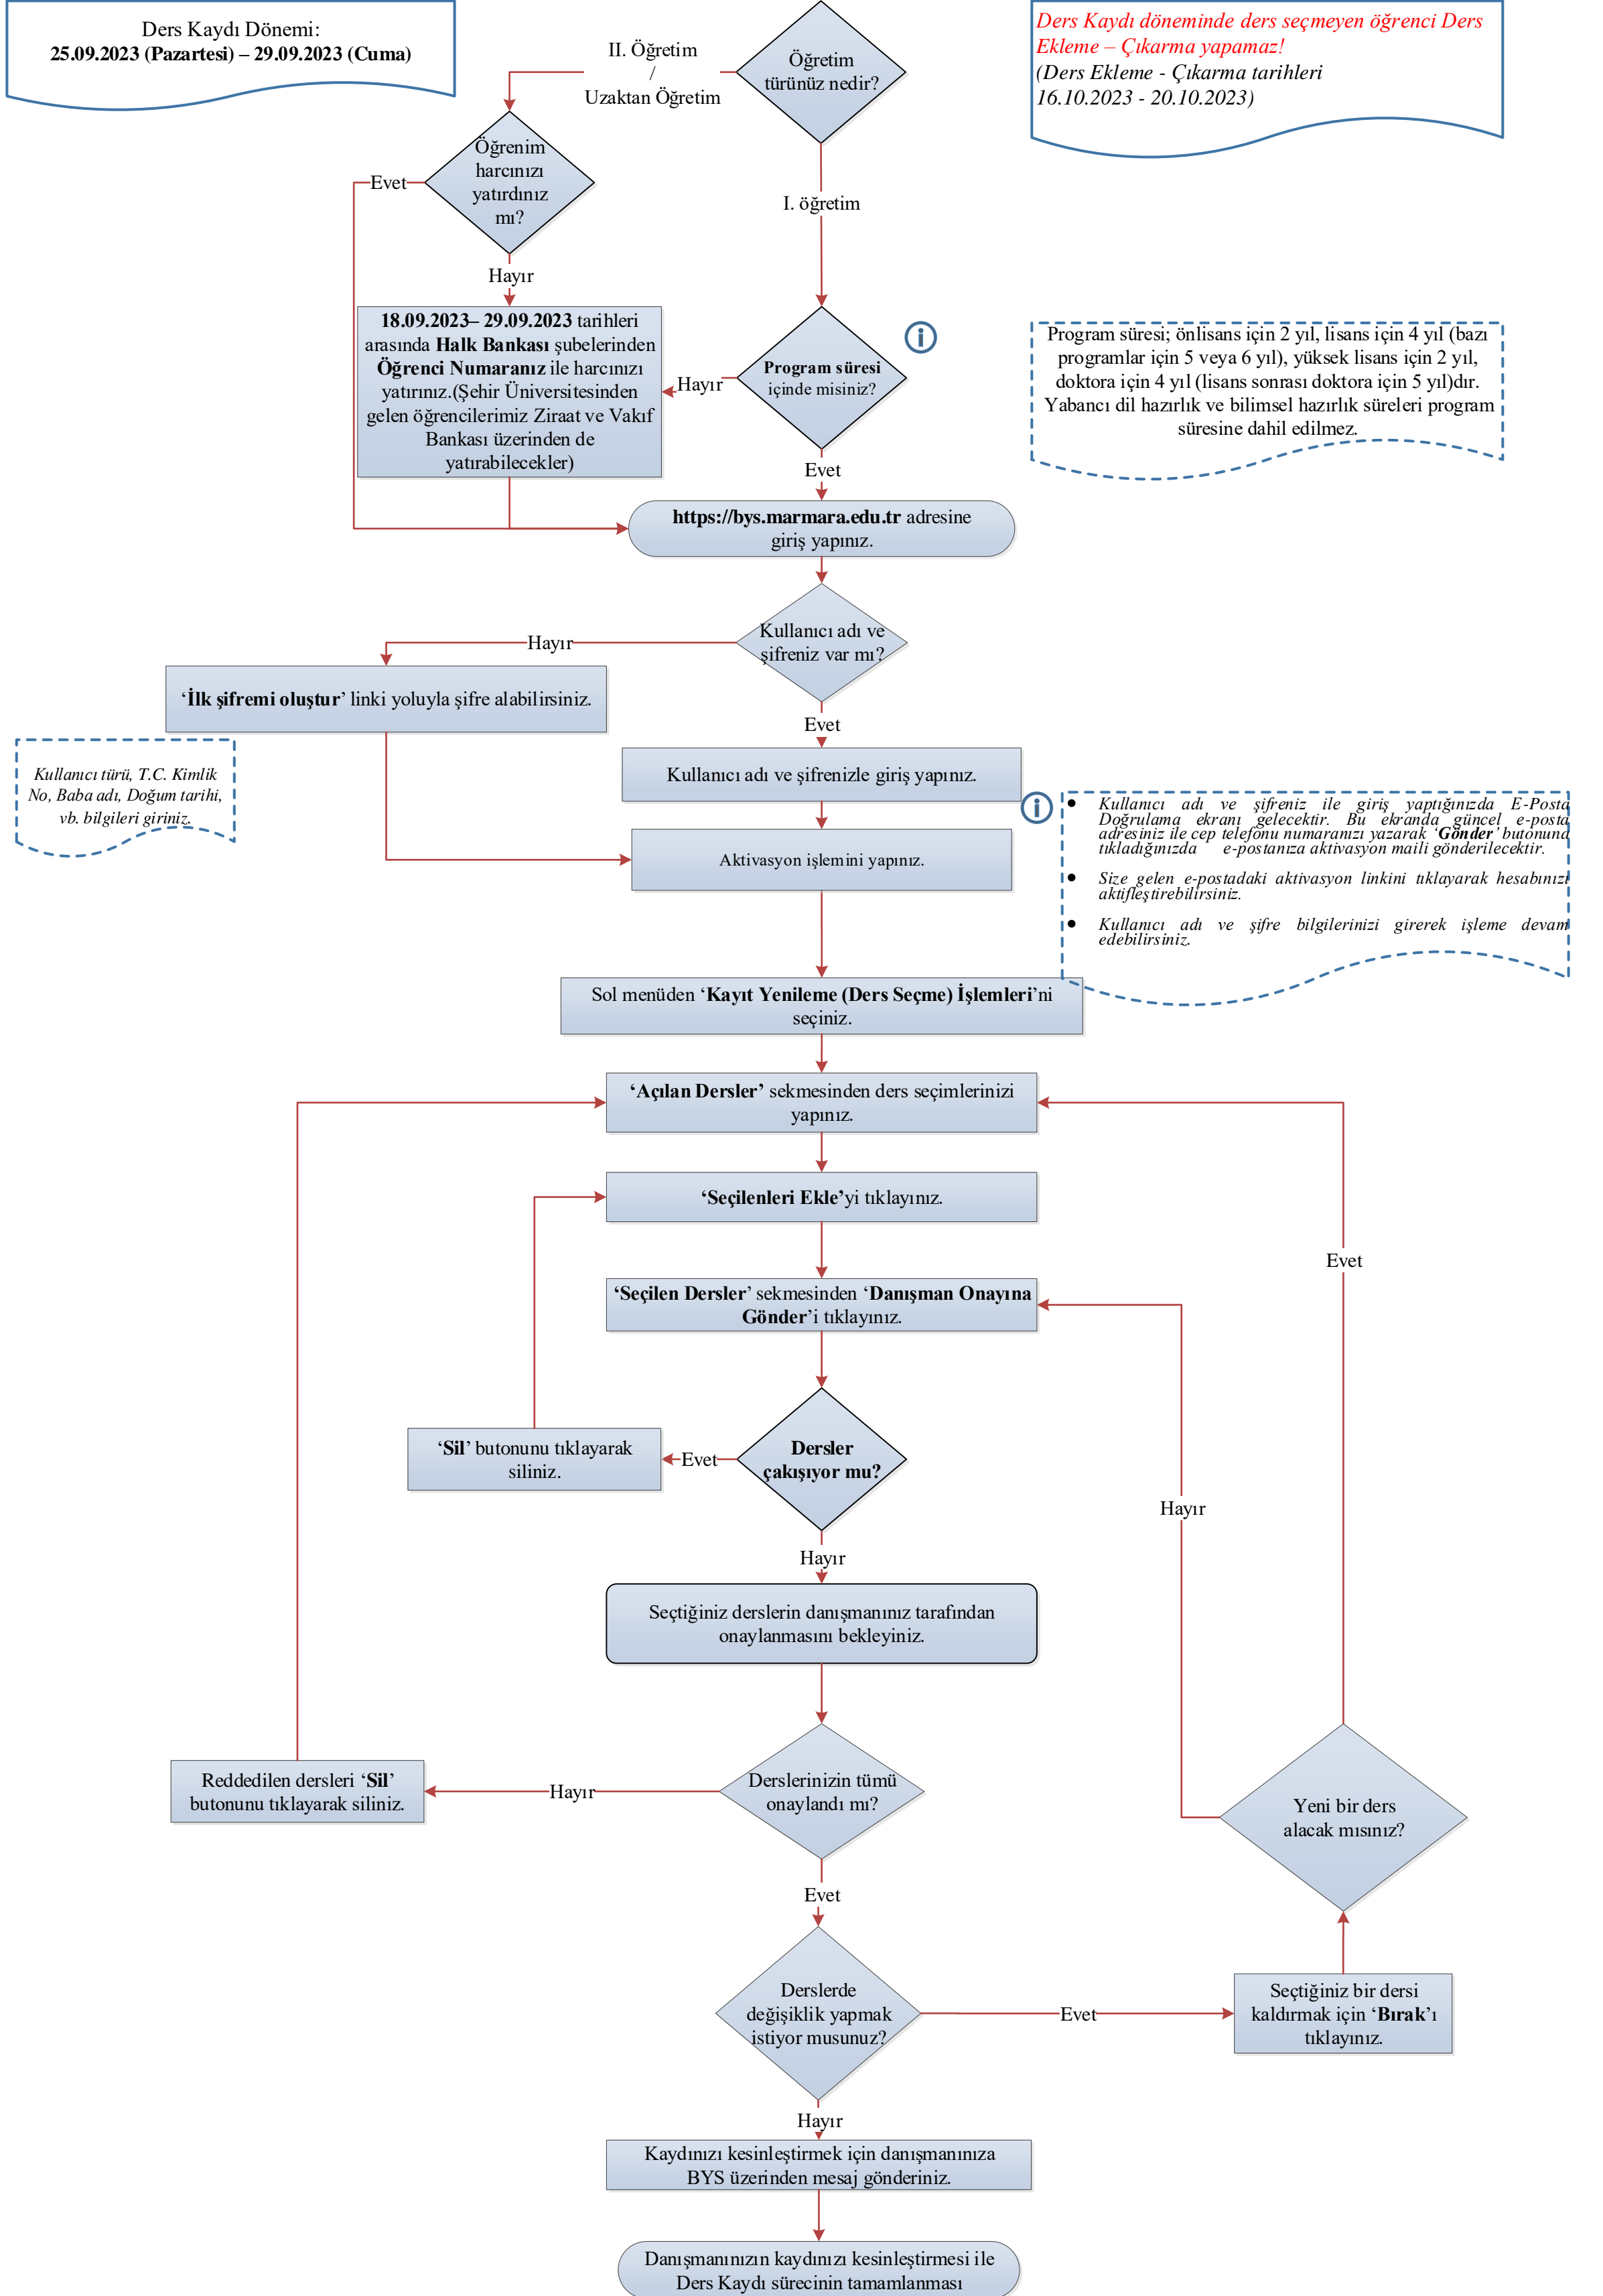 Ders Kaydı Dönemi:
25.09.2023 (Pazartesi) – 29.09.2023 (Cuma)
II. Öğretim
/
Uzaktan Öğretim
Öğretim
türünüz nedir?
Ders Kaydı döneminde ders seçmeyen öğrenci Ders
Ekleme – Çıkarma yapamaz!
(Ders Ekleme - Çıkarma tarihleri
16.10.2023 - 20.10.2023)
Öğrenim
harcınızı
yatırdınız
mı?
Evet
I. öğretim
Hayır
18.09.2023– 29.09.2023 tarihleri
arasında Halk Bankası şubelerinden
Öğrenci Numaranız ile harcınızı
yatırınız.(Şehir Üniversitesinden
gelen öğrencilerimiz Ziraat ve Vakıf
Bankası üzerinden de
yatırabilecekler)
Hayır
Program süresi
içinde misiniz?
Program süresi; önlisans için 2 yıl, lisans için 4 yıl (bazı
programlar için 5 veya 6 yıl), yüksek lisans için 2 yıl,
doktora için 4 yıl (lisans sonrası doktora için 5 yıl)dır.
Yabancı dil hazırlık ve bilimsel hazırlık süreleri program
süresine dahil edilmez.
Evet
https://bys.marmara.edu.tr adresine
giriş yapınız.
Hayır
Kullanıcı adı ve
şifreniz var mı?
‘İlk şifremi oluştur’ linki yoluyla şifre alabilirsiniz.
Evet
Kullanıcı türü, T.C. Kimlik
No, Baba adı, Doğum tarihi,
vb. bilgileri giriniz.
Kullanıcı adı ve şifrenizle giriş yapınız.
Aktivasyon işlemini yapınız.
● Kullanıcı adı ve şifreniz ile giriş yaptığınızda E-Posta
Doğrulama ekranı gelecektir. Bu ekranda güncel e-posta
adresiniz ile cep telefonu numaranızı yazarak ‘Gönder’ butonuna
tıkladığınızda e-postanıza aktivasyon maili gönderilecektir.
● Size gelen e-postadaki aktivasyon linkini tıklayarak hesabınızı
aktifleştirebilirsiniz.
● Kullanıcı adı ve şifre bilgilerinizi girerek işleme devam
edebilirsiniz.
Sol menüden ‘Kayıt Yenileme (Ders Seçme) İşlemleri’ni
seçiniz.
‘Açılan Dersler’ sekmesinden ders seçimlerinizi
yapınız.
‘Seçilenleri Ekle’yi tıklayınız.
Evet
‘Seçilen Dersler’ sekmesinden ‘Danışman Onayına
Gönder’i tıklayınız.
‘Sil’ butonunu tıklayarak
siliniz.
Evet
Dersler
çakışıyor mu?
Hayır
Hayır
Seçtiğiniz derslerin danışmanınız tarafından
onaylanmasını bekleyiniz.
Reddedilen dersleri ‘Sil’
butonunu tıklayarak siliniz.
Hayır
Derslerinizin tümü
onaylandı mı?
Yeni bir ders
alacak mısınız?
Evet
Derslerde
değişiklik yapmak
istiyor musunuz?
Evet
Seçtiğiniz bir dersi
kaldırmak için ‘Bırak’ı
tıklayınız.
Hayır
Kaydınızı kesinleştirmek için danışmanınıza
BYS üzerinden mesaj gönderiniz.
Danışmanınızın kaydınızı kesinleştirmesi ile
Ders Kaydı sürecinin tamamlanması